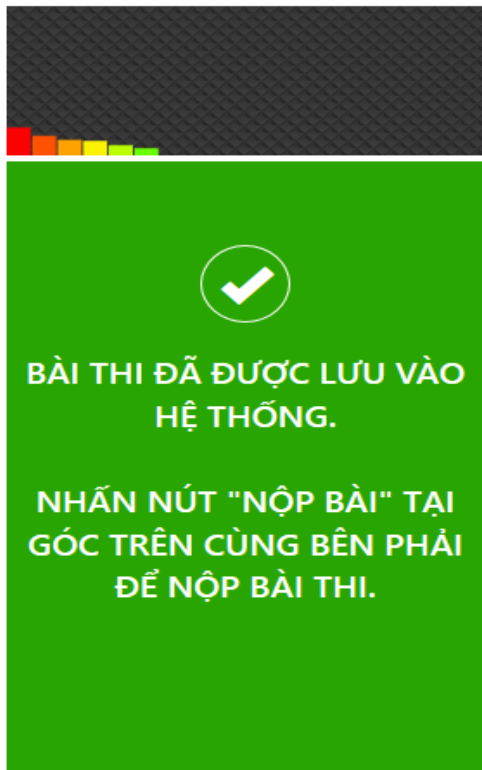 BÀI THI ĐÃ ĐƯỢC LƯU VÀO
HỆ THỐNG.
NHẤN NÚT "NỘP BÀI" TẠI
GÓC TRÊN CÙNG BÊN PHẢI
ĐỂ NỘP BÀI THI.